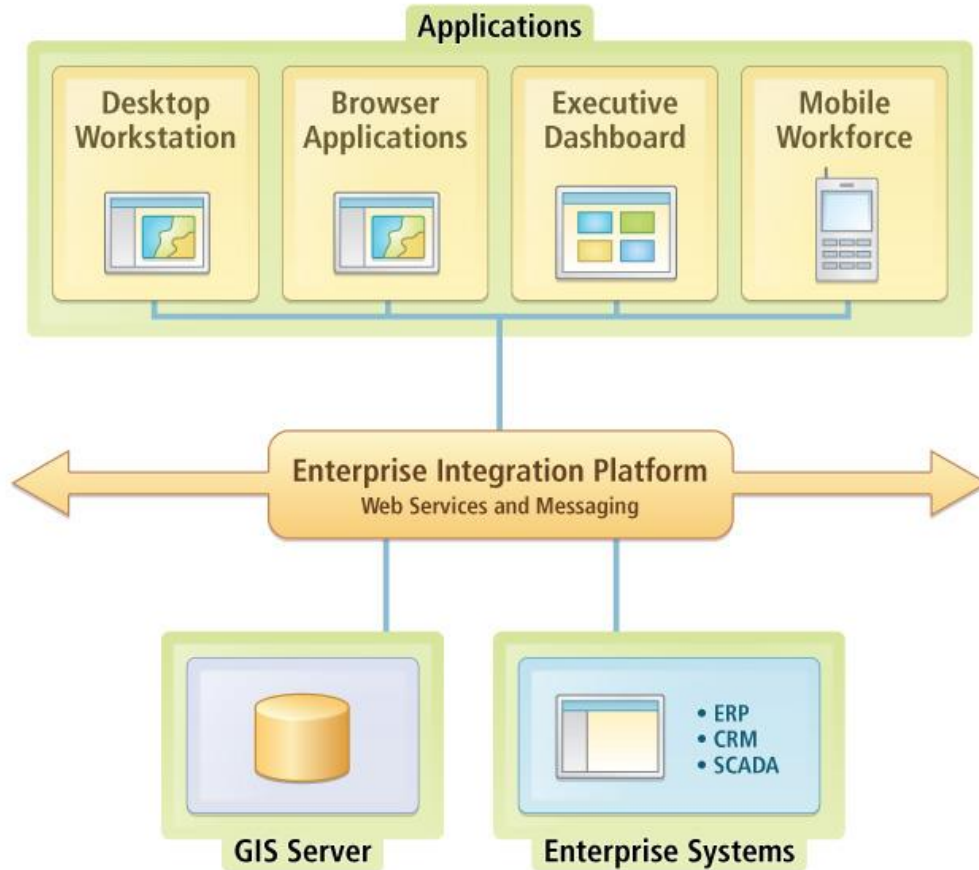 Applications
Desktop
Workstation
Browser
Applications
Executive
Dashboard
Mobile
Workforce
Enterprise Integration Platform
Web Services and Messaging
• ERP
• CRM
• SCADA
GIS Server
Enterprise Systems